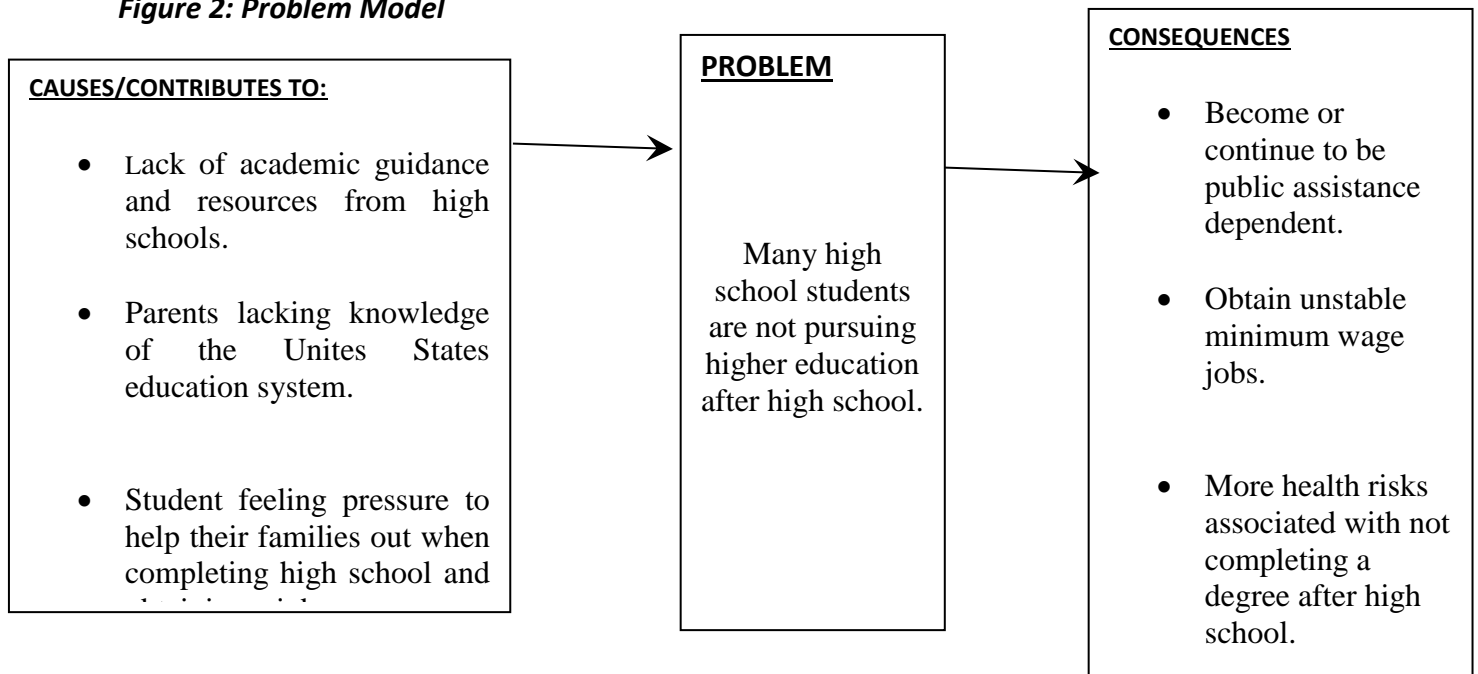 Figure 2: Problem Model
CAUSES/CONTRIBUTES TO:
• Lack of academic guidance
and resources from high
schools.
• Parents lacking knowledge
of the Unites States
education system.
• Student feeling pressure to
help their families out when
completing high school and
PROBLEM
Many high
school students
are not pursuing
higher education
after high school.
CONSEQUENCES
• Become or
continue to be
public assistance
dependent.
• Obtain unstable
minimum wage
jobs.
• More health risks
associated with not
completing a
degree after high
school.